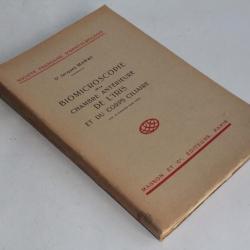 SOCIÉTÉ FRANÇAISE D'OPHTALMOLOGIE
Dr Jacques MAWAS
BIOMICROSCOPIE
DE LA
CHAMBRE ANTÉRIEURE
DE L'IRIS
ET DU CORPS CILIAIRE
MASSON ET Cie ÉDITEURS, PARIS